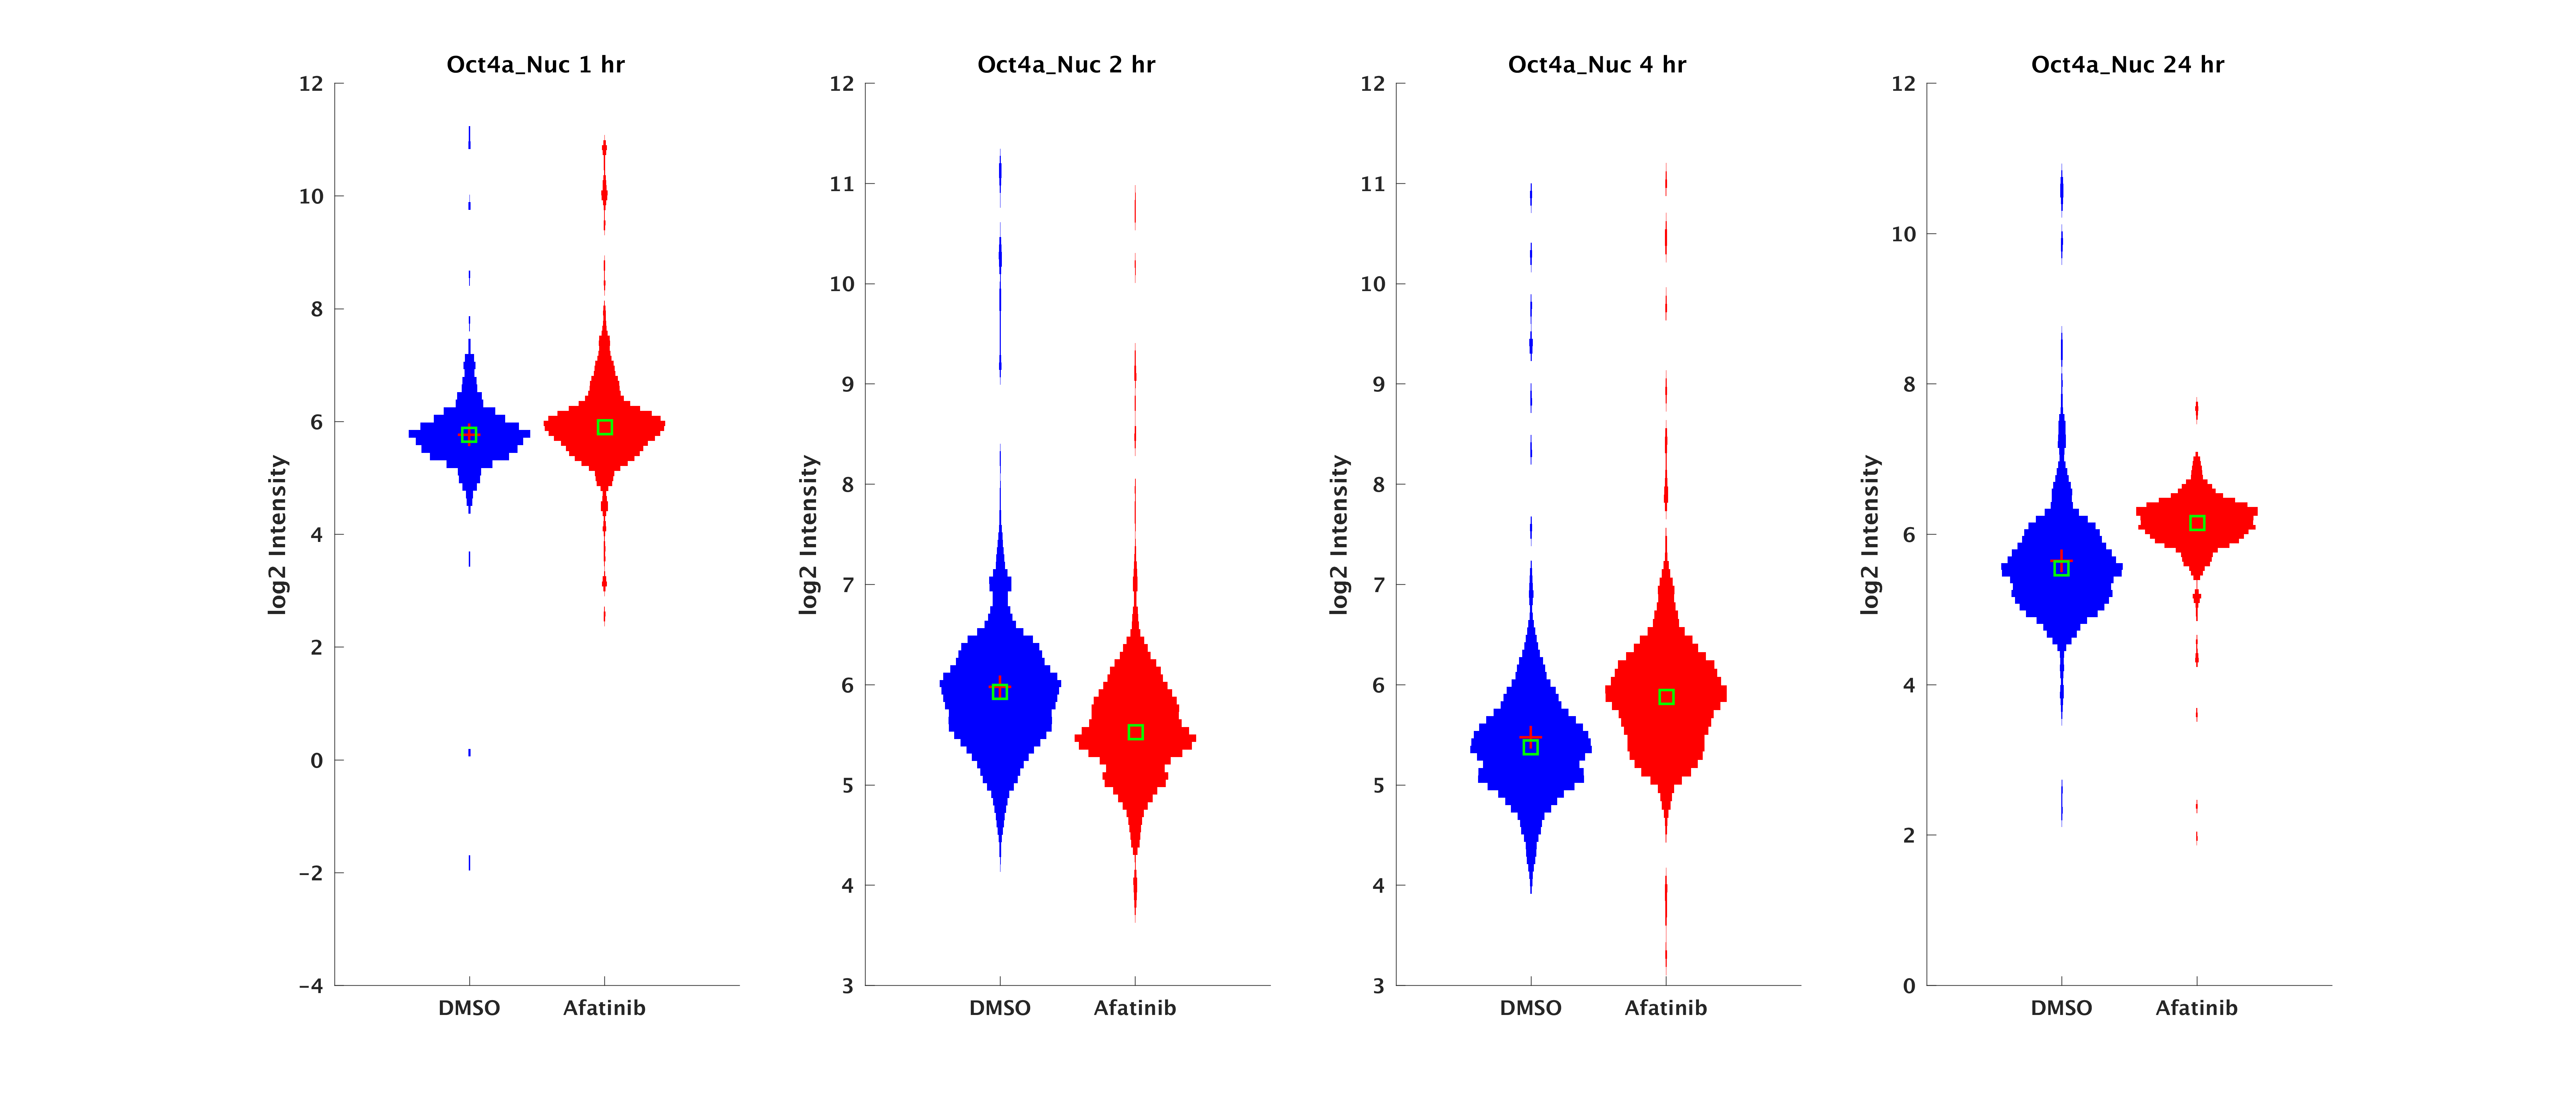 Oct4a_Nuc 1 hr
12
10
8
6
4
2
0
−2
−4
log2 Intensity
DMSO
Afatinib
Oct4a_Nuc 2 hr
12
11
10
9
8
7
6
5
4
3
log2 Intensity
DMSO
Afatinib
Oct4a_Nuc 4 hr
12
11
10
9
8
7
6
5
4
3
log2 Intensity
DMSO
Afatinib
Oct4a_Nuc 24 hr
12
10
8
6
4
2
0
log2 Intensity
DMSO
Afatinib